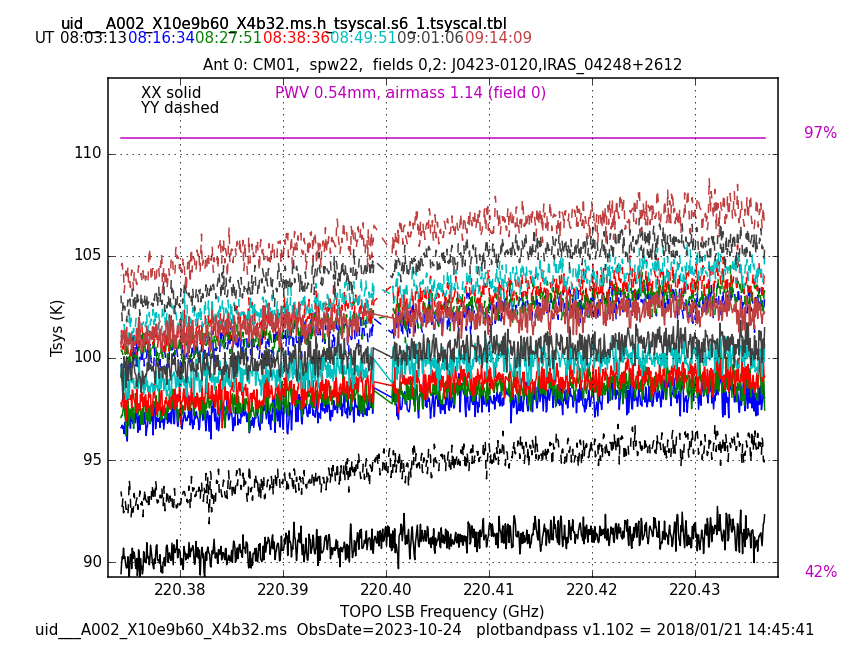 uid___A002_X10e9b60_X4b32.ms.h_tsyscal.s6_1.tsyscal.tbl
UT 08:03:13 08:16:34 08:27:51 08:38:36 08:49:51 09:01:06 09:14:09
Ant 0: CM01,  spw22,  fields 0,2: J0423-0120,IRAS_04248+2612
XX solid PWV 0.54mm, airmass 1.14 (field 0)
YY dashed
97%
110
105
100
95
90
42%
Tsys (K)
220.38 220.39 220.40 220.41 220.42 220.43
TOPO LSB Frequency (GHz)
uid___A002_X10e9b60_X4b32.ms  ObsDate=2023-10-24   plotbandpass v1.102 = 2018/01/21 14:45:41